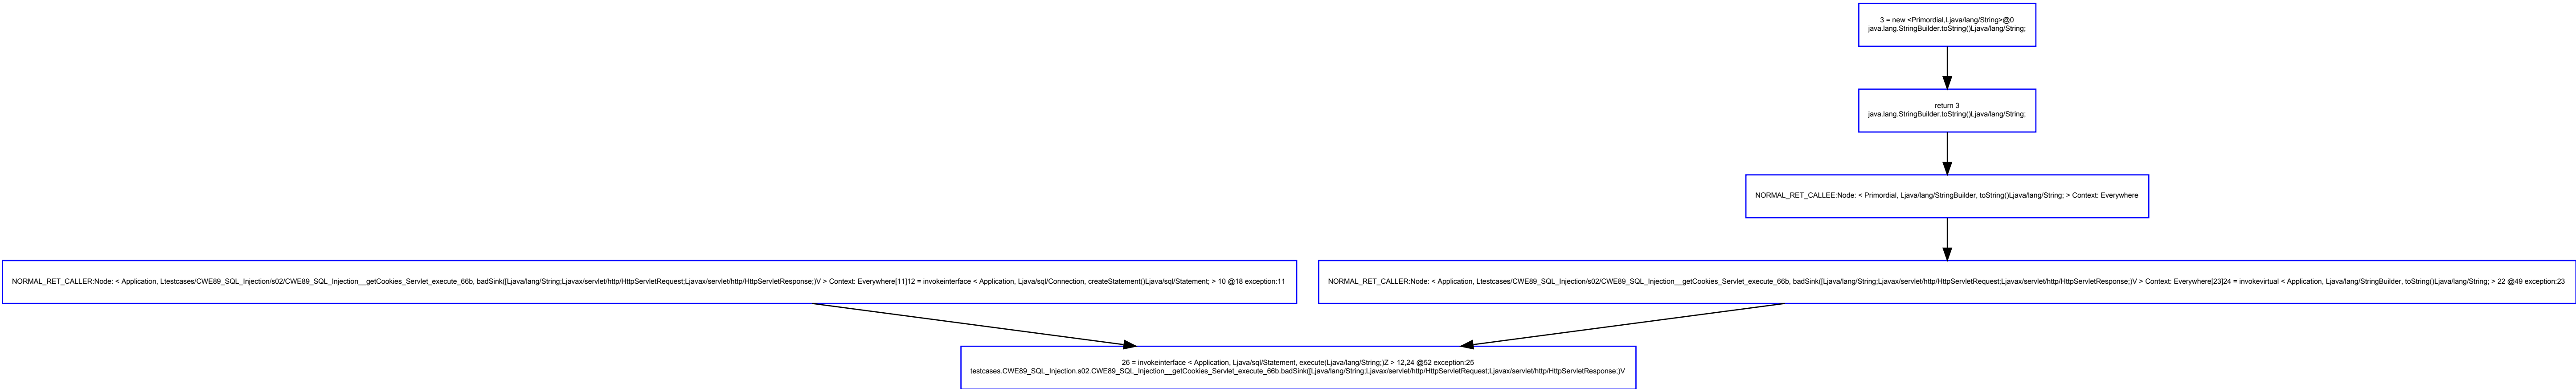 3 = new <Primordial,Ljava/lang/String>@0
java.lang.StringBuilder.toString()Ljava/lang/String;
return 3
java.lang.StringBuilder.toString()Ljava/lang/String;
NORMAL_RET_CALLEE:Node: < Primordial, Ljava/lang/StringBuilder, toString()Ljava/lang/String; > Context: Everywhere
NORMAL_RET_CALLER:Node: < Application, Ltestcases/CWE89_SQL_Injection/s02/CWE89_SQL_Injection__getCookies_Servlet_execute_66b, badSink([Ljava/lang/String;Ljavax/servlet/http/HttpServletRequest;Ljavax/servlet/http/HttpServletResponse;)V > Context: Everywhere[11]12 = invokeinterface < Application, Ljava/sql/Connection, createStatement()Ljava/sql/Statement; > 10 @18 exception:11
NORMAL_RET_CALLER:Node: < Application, Ltestcases/CWE89_SQL_Injection/s02/CWE89_SQL_Injection__getCookies_Servlet_execute_66b, badSink([Ljava/lang/String;Ljavax/servlet/http/HttpServletRequest;Ljavax/servlet/http/HttpServletResponse;)V > Context: Everywhere[23]24 = invokevirtual < Application, Ljava/lang/StringBuilder, toString()Ljava/lang/String; > 22 @49 exception:23
26 = invokeinterface < Application, Ljava/sql/Statement, execute(Ljava/lang/String;)Z > 12,24 @52 exception:25
testcases.CWE89_SQL_Injection.s02.CWE89_SQL_Injection__getCookies_Servlet_execute_66b.badSink([Ljava/lang/String;Ljavax/servlet/http/HttpServletRequest;Ljavax/servlet/http/HttpServletResponse;)V